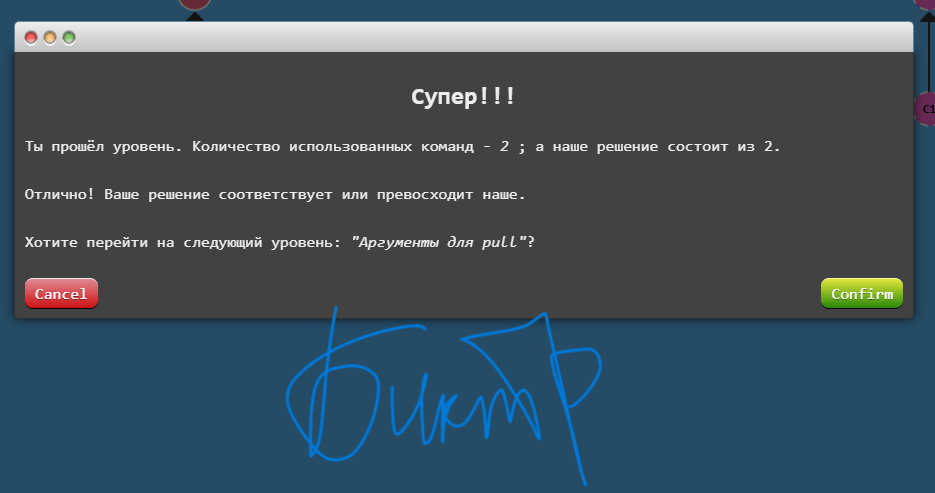 C1
Супер!!!
Ты прошёл уровень. Количество использованных команд - 2 ; а наше решение состоит из 2.
Отлично! Ваше решение соответствует или превосходит наше.
Хотите перейти на следующий уровень: "Аргументы для pull"?
Cancel
Confirm